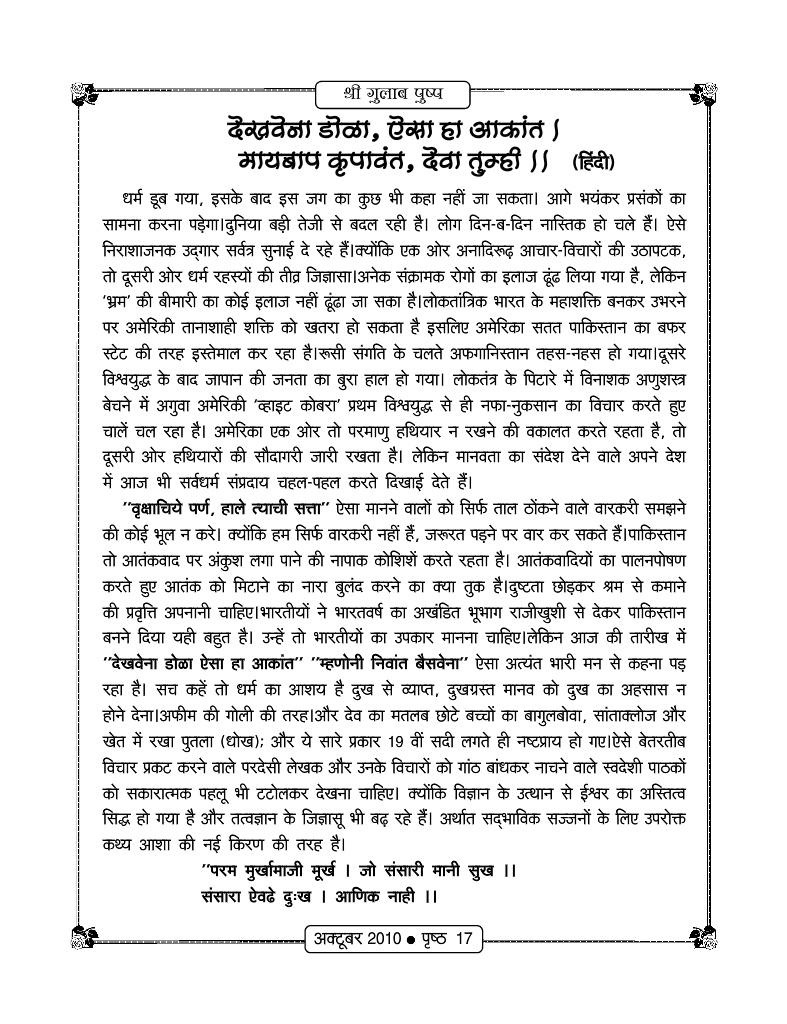 श्री गुलाब पुष्प
देखवेना डोळा, ऐसा हा आकांत ।
मायबाप कृपावंत, देवा तुम्ही ।। (हिंदी)
धर्म डूब गया, इसके बाद इस जग का कुछ भी कहा नहीं जा सकता। आगे भयंकर प्रसंकों का
सामना करना पड़ेगा।दुनिया बड़ी तेजी से बदल रही है। लोग दिन-ब-दिन नास्तिक हो चले हैं। ऐसे
निराशाजनक उद्‌गार सर्वत्र सुनाई दे रहे हैं।क्योंकि एक ओर अनादिरूढ़ आचार-विचारों की उठापटक,
तो दूसरी ओर धर्म रहस्यों की तीव्र जिज्ञासा।अनेक संक्रामक रोगों का इलाज ढूंढ लिया गया है, लेकिन
'भ्रम' की बीमारी का कोई इलाज नहीं ढूंढा जा सका है।लोकतांत्रिक भारत के महाशक्ति बनकर उभरने
पर अमेरिकी तानाशाही शक्ति को खतरा हो सकता है इसलिए अमेरिका सतत पाकिस्तान का बफर
स्टेट की तरह इस्तेमाल कर रहा है।रूसी संगति के चलते अफगानिस्तान तहस-नहस हो गया।दूसरे
विश्वयुद्ध के बाद जापान की जनता का बुरा हाल हो गया। लोकतंत्र के पिटारे में विनाशक अणुशस्त्र
बेचने में अगुवा अमेरिकी 'व्हाइट कोबरा' प्रथम विश्वयुद्ध से ही नफा-नुकसान का विचार करते हुए
चालें चल रहा है। अमेरिका एक ओर तो परमाणु हथियार न रखने की वकालत करते रहता है, तो
दूसरी ओर हथियारों की सौदागरी जारी रखता है। लेकिन मानवता का संदेश देने वाले अपने देश
में आज भी सर्वधर्म संप्रदाय चहल-पहल करते दिखाई देते हैं।
"वृक्षाचिये पर्ण, हाले त्याची सत्ता" ऐसा मानने वालों को सिर्फ ताल ठोंकने वाले वारकरी समझने
की कोई भूल न करे। क्योंकि हम सिर्फ वारकरी नहीं हैं, जरूरत पड़ने पर वार कर सकते हैं।पाकिस्तान
तो आतंकवाद पर अंकुश लगा पाने की नापाक कोशिशें करते रहता है। आतंकवादियों का पालनपोषण
करते हुए आतंक को मिटाने का नारा बुलंद करने का क्या तुक है।दुष्टता छोड़कर श्रम से कमाने
की प्रवृत्ति अपनानी चाहिए।भारतीयों ने भारतवर्ष का अखंडित भूभाग राजीखुशी से देकर पाकिस्तान
बनने दिया यही बहुत है। उन्हें तो भारतीयों का उपकार मानना चाहिए।लेकिन आज की तारीख में
"देखवेना डोळा ऐसा हा आकांत" "म्हणोनी निवांत बैसवेना" ऐसा अत्यंत भारी मन से कहना पड़
रहा है। सच कहें तो धर्म का आशय है दुख से व्याप्त, दुखग्रस्त मानव को दुख का अहसास न
होने देना।अफीम की गोली की तरह।और देव का मतलब छोटे बच्चों का बागुलबोवा, सांताक्लोज और
खेत में रखा पुतला (धोख); और ये सारे प्रकार 19 वीं सदी लगते ही नष्टप्राय हो गए।ऐसे बेतरतीब
विचार प्रकट करने वाले परदेसी लेखक और उनके विचारों को गांठ बांधकर नाचने वाले स्वदेशी पाठकों
को सकारात्मक पहलू भी टटोलकर देखना चाहिए। क्योंकि विज्ञान के उत्थान से ईश्वर का अस्तित्व
सिद्ध हो गया है और तत्वज्ञान के जिज्ञासू भी बढ़ रहे हैं। अर्थात सद्‌भाविक सज्जनों के लिए उपरोक्त
कथ्य आशा की नई किरण की तरह है।
"परम मुर्खामाजी मूर्ख । जो संसारी मानी सुख ।।
संसारा ऐवढे दुःख । आणिक नाही ।।
अक्टूबर 2010 ● पृष्ठ 17